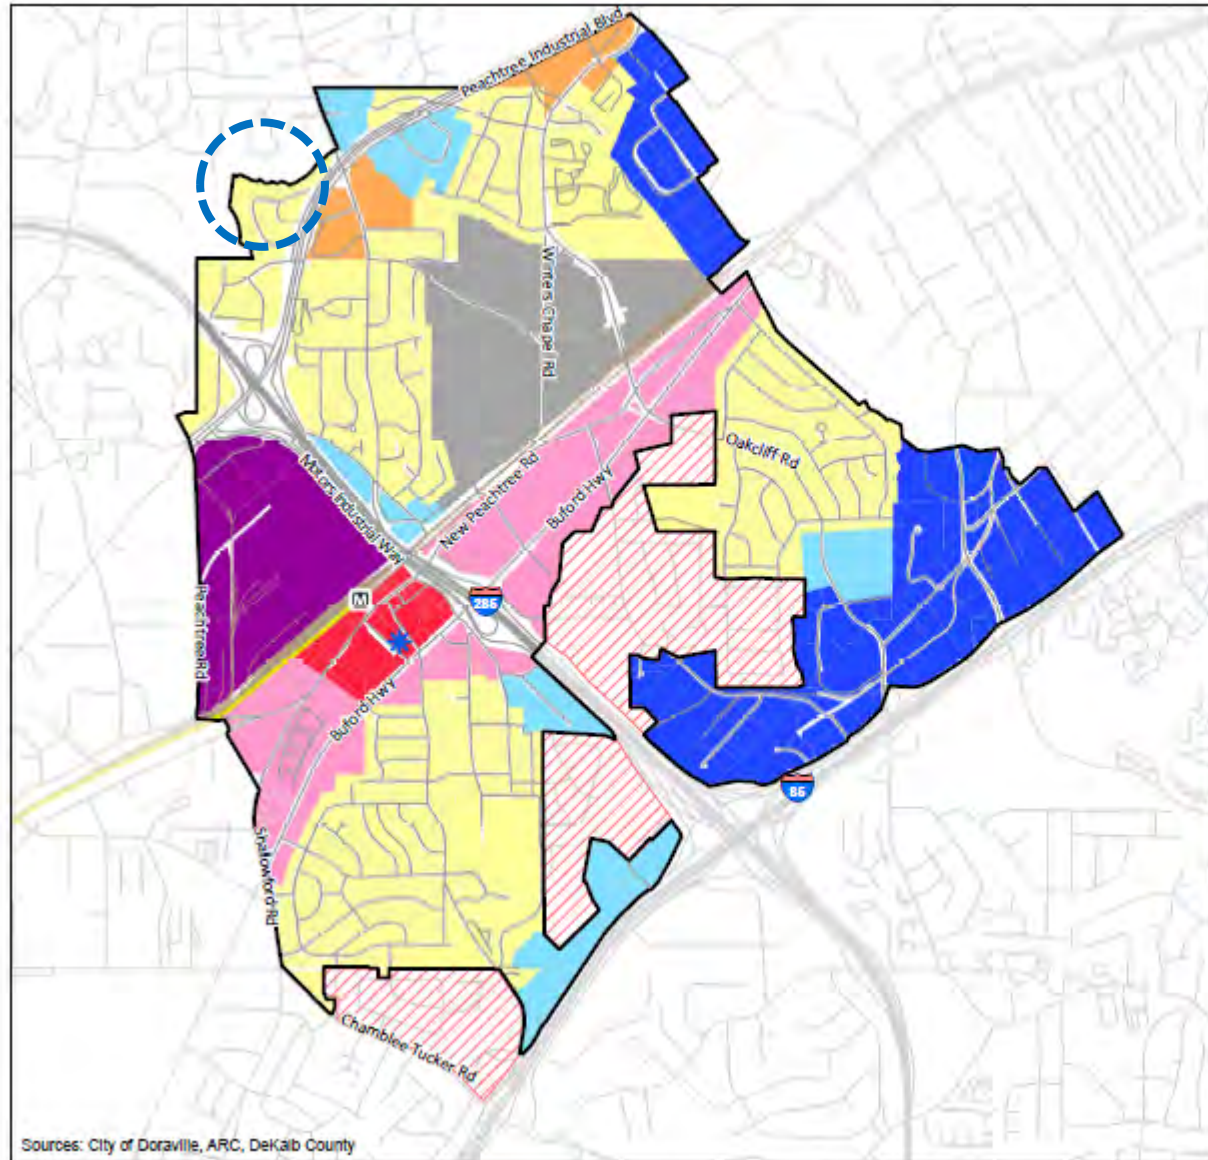 Peachtree Industrial Blvd
Winters Chapel Rd
Oakcliff Rd
Motors Industrial Way
New Peachtree Rd
Buford Hwy
Peachtree Rd
M
285
Buford Hwy
85
Shallowford Rd
Chamblee Tucker Rd
Sources: City of Doraville, ARC, DeKalb County